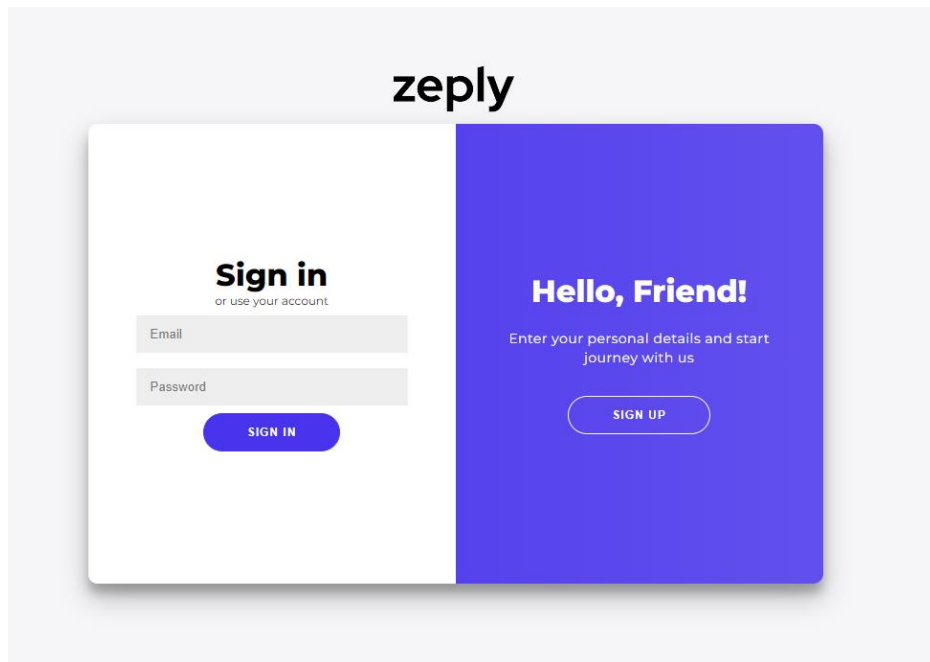 zeply
Sign in
or use your account
Email
Password
SIGN IN
Hello, Friend!
Enter your personal details and start
journey with us
SIGN UP